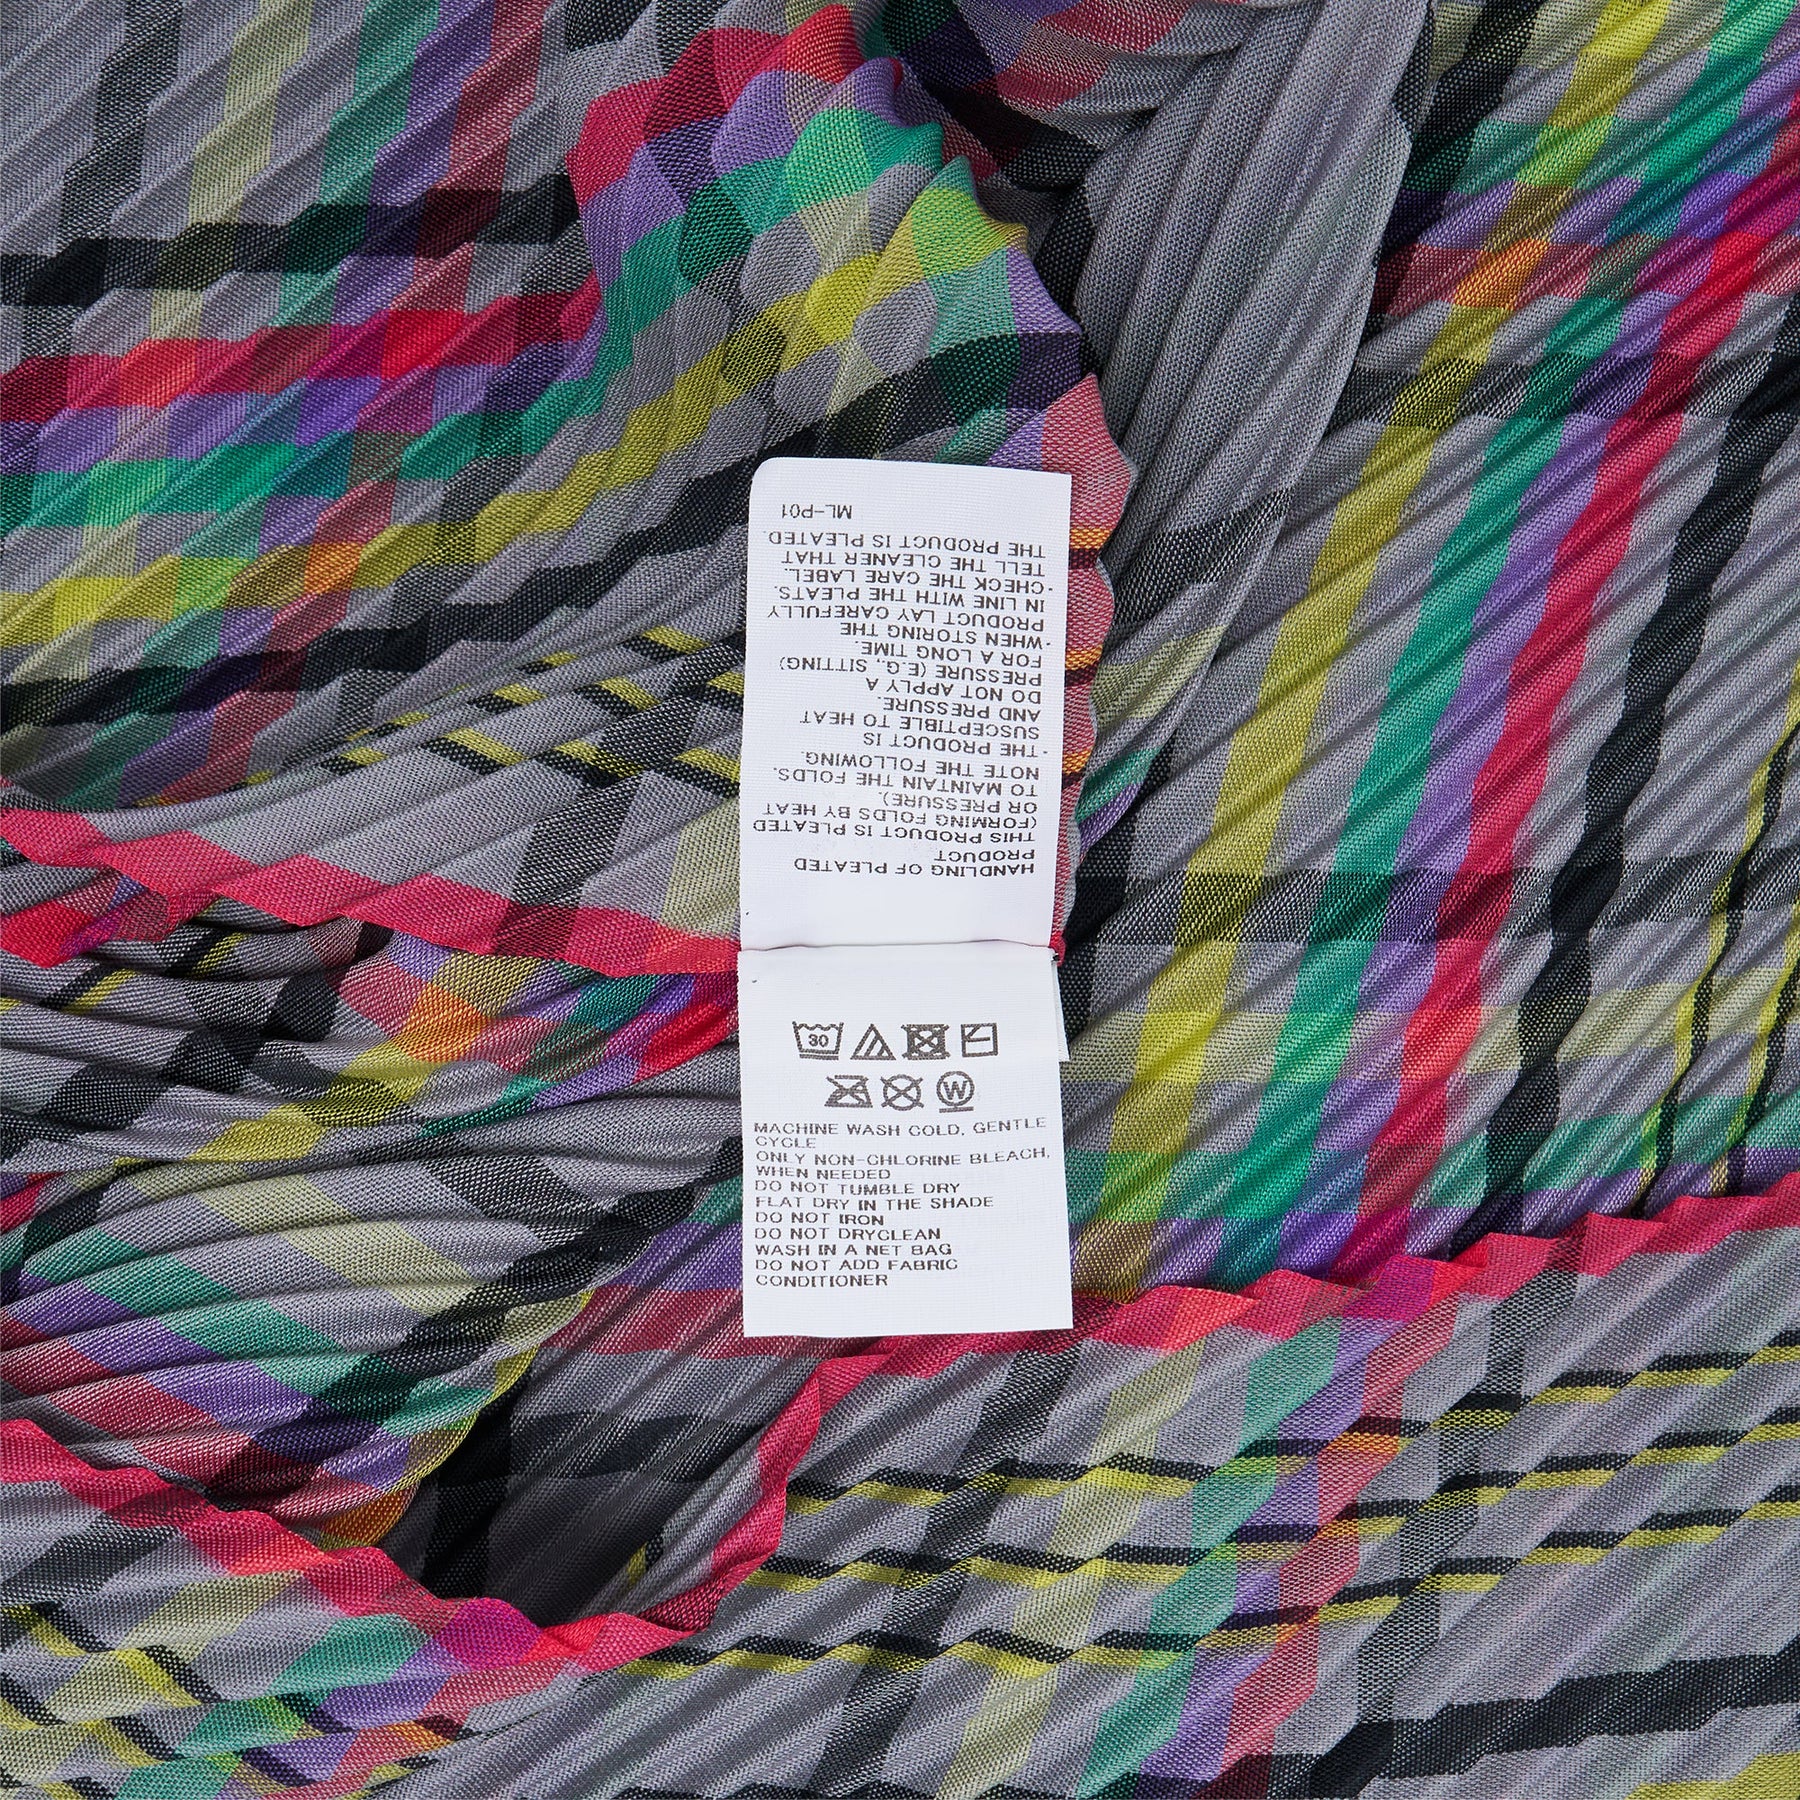 HANDLING OF PLEATED
PRODUCT
THIS PRODUCT IS PLEATED
(FORMING FOLDS BY HEAT
OR PRESSURE).
TO MAINTAIN THE FOLDS.
NOTE THE FOLLOWING.
・THE PRODUCT IS
SUSCEPTIBLE TO HEAT
AND PRESSURE.
DO NOT APPLY A
PRESSURE (E.G., SITTING)
FOR A LONG TIME.
・WHEN STORING THE
PRODUCT LAY CAREFULLY
IN LINE WITH THE PLEATS.
・CHECK THE CARE LABEL.
TELL THE CLEANER THAT
THE PRODUCT IS PLEATED.
ML-P01
30
W
MACHINE WASH COLD, GENTLE
CYCLE
ONLY NON-CHLORINE BLEACH,
WHEN NEEDED
DO NOT TUMBLE DRY
FLAT DRY IN THE SHADE
DO NOT IRON
DO NOT DRYCLEAN
WASH IN A NET BAG
DO NOT ADD FABRIC
CONDITIONER